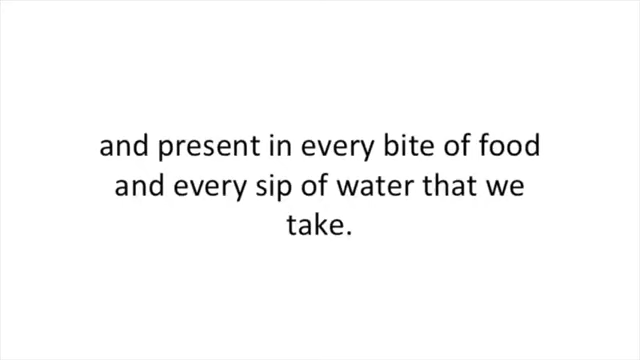 and present in every bite of food
and every sip of water that we
take.